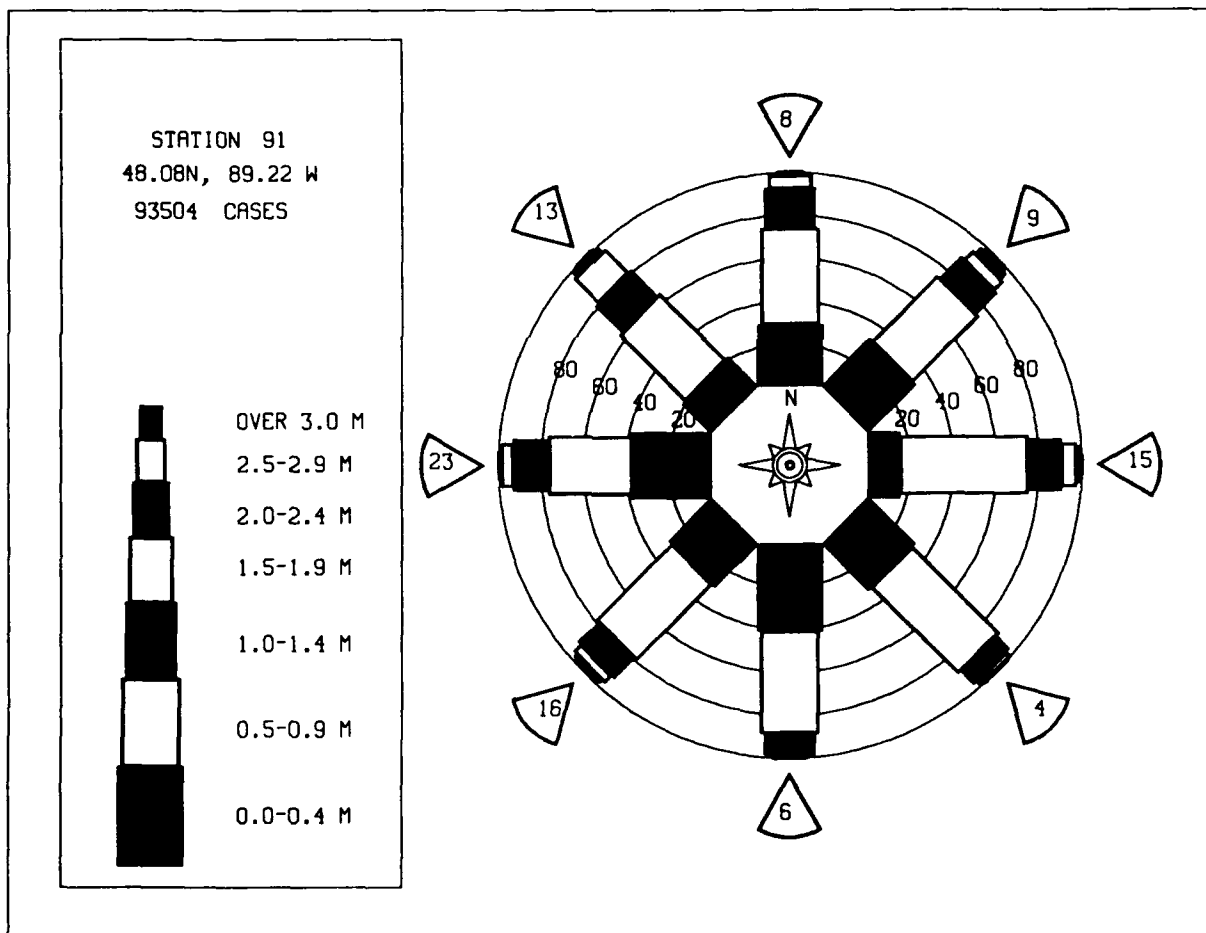 STATION 91
48.08N, 89.22 W
93504 CASES
OVER 3.0 M
2.5-2.9 M
2.0-2.4 M
1.5-1.9 M
1.0-1.4 M
0.5-0.9 M
0.0-0.4 M
8
13
9
80
60
40
20
N
20
40
60
80
23
15
16
4
6